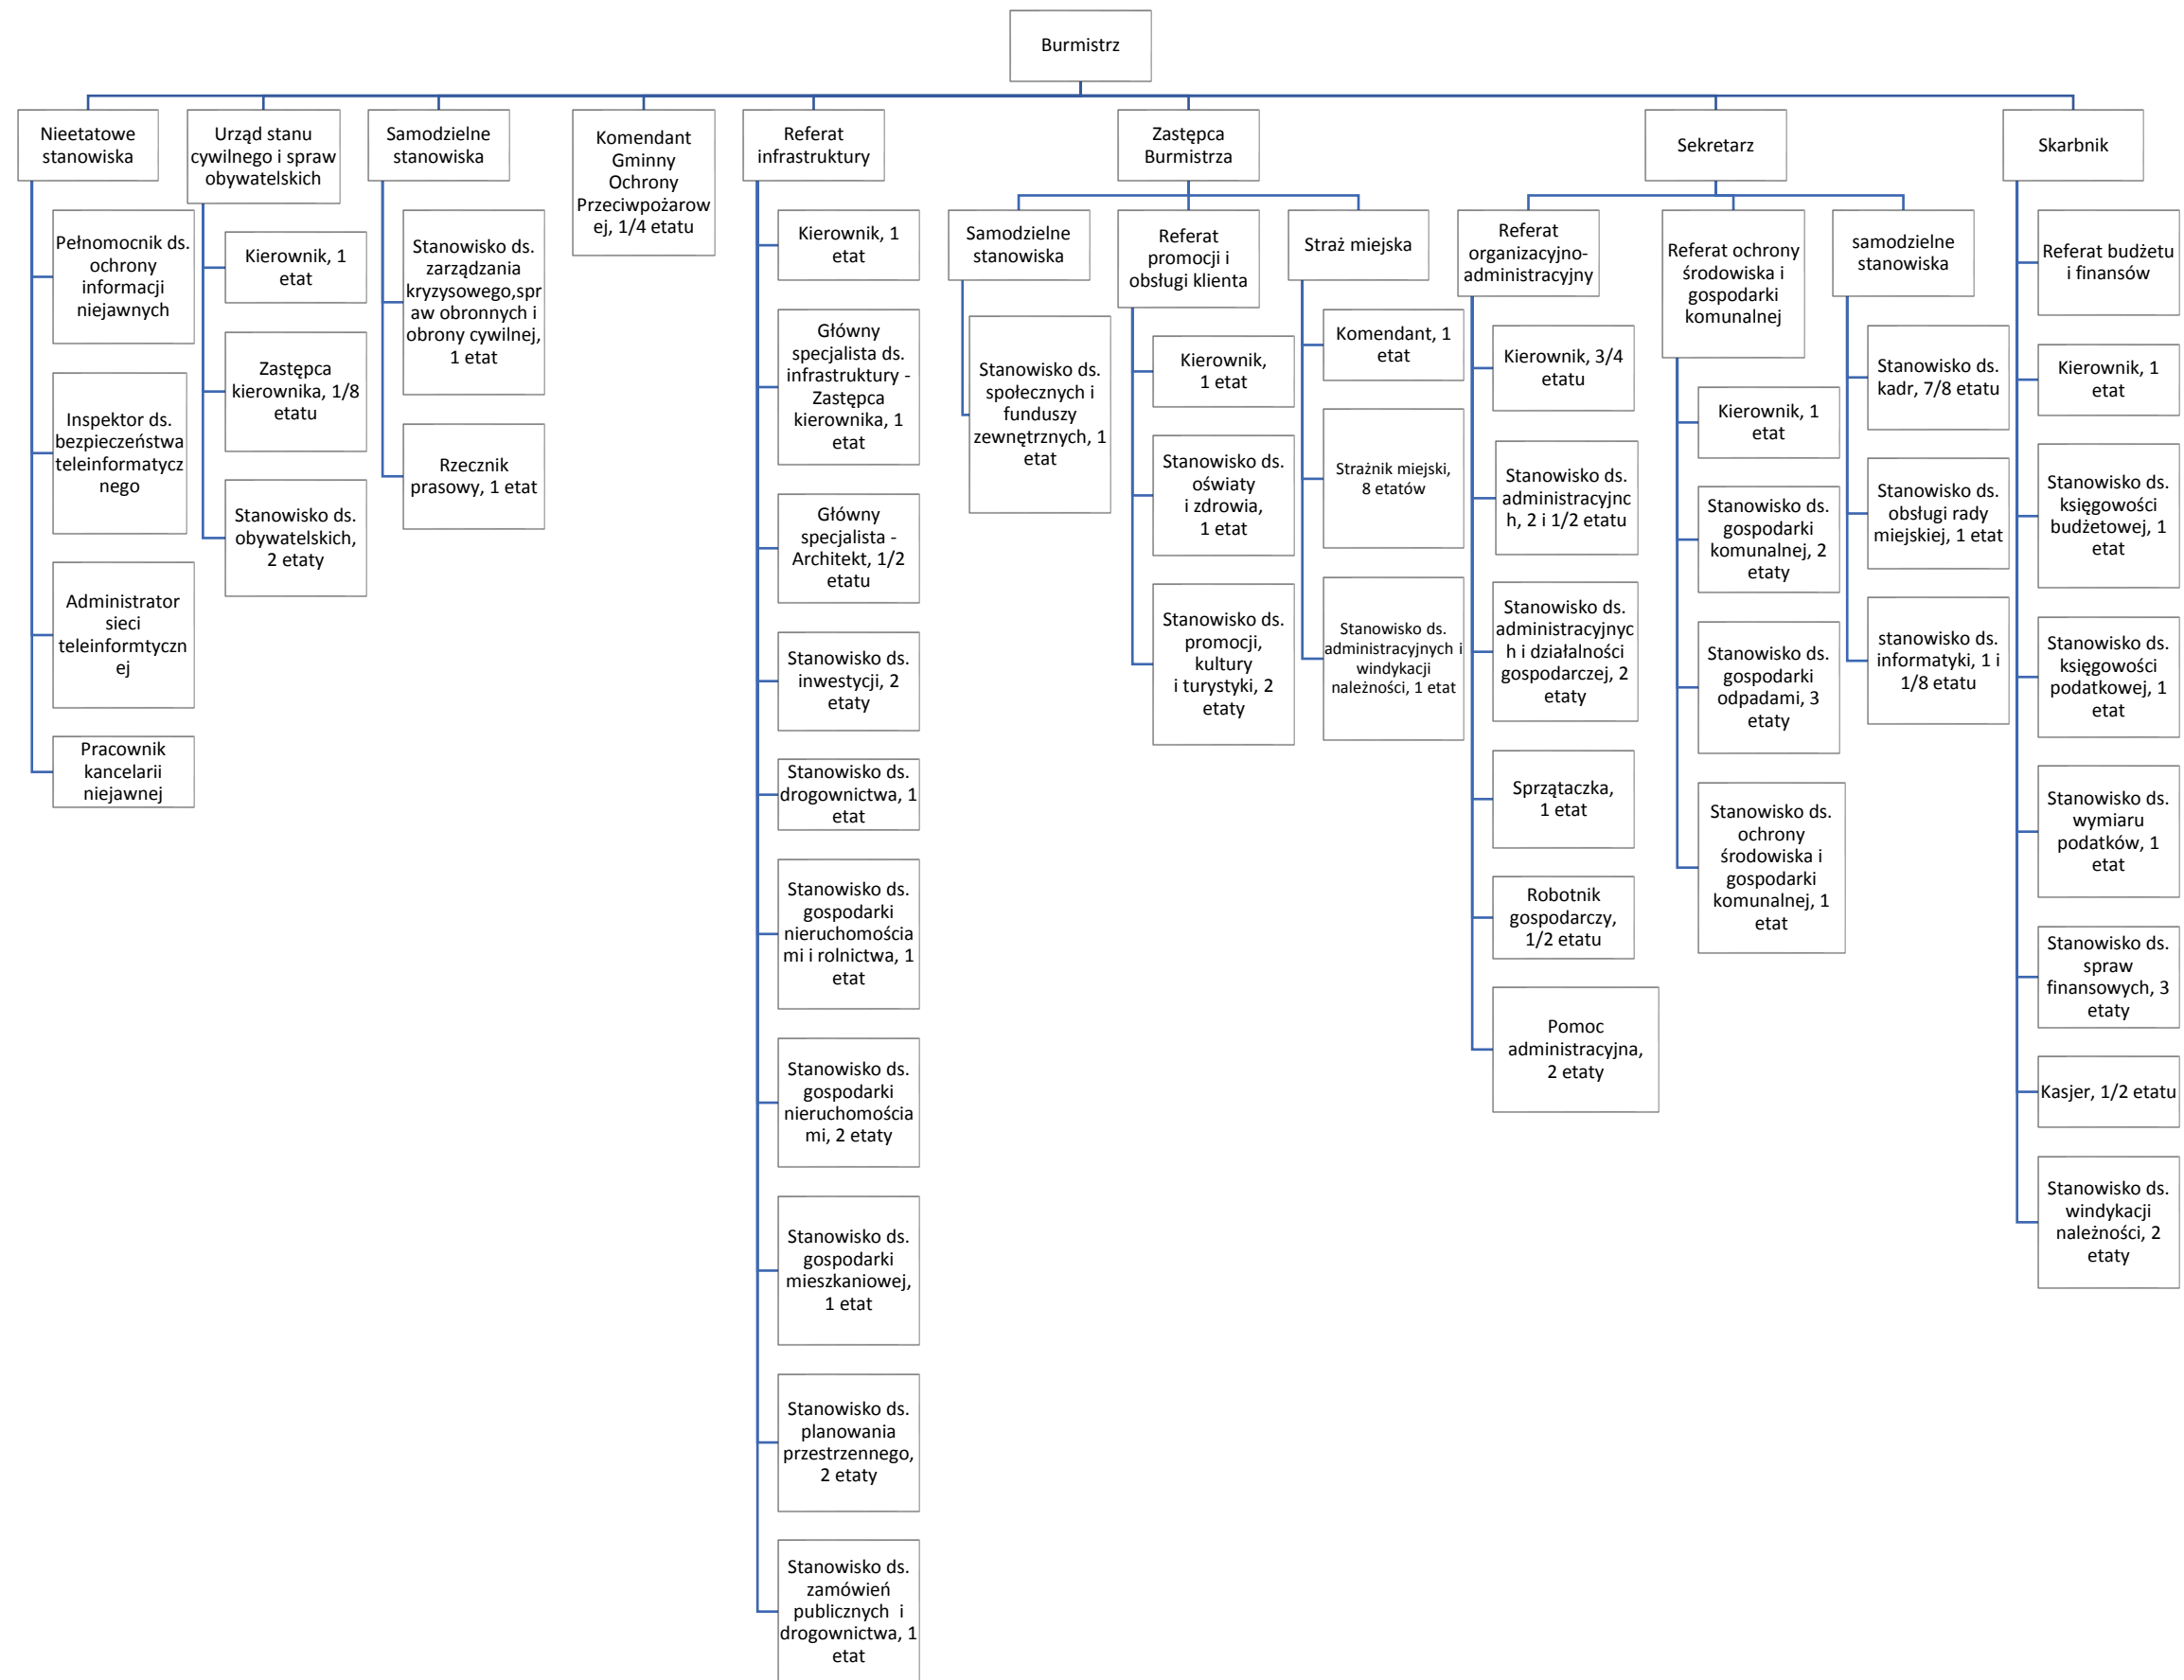 Burmistrz
Nieetatowe
stanowiska
Pełnomocnik ds.
ochrony
informacji
niejawnych
Inspektor ds.
bezpieczeństwa
teleinformatycz
nego
Administrator
sieci
teleinformtyczn
ej
Pracownik
kancelarii
niejawnej
Urząd stanu
cywilnego i spraw
obywatelskich
Kierownik, 1
etat
Zastępca
kierownika, 1/8
etatu
Stanowisko ds.
obywatelskich,
2 etaty
Samodzielne
stanowiska
Stanowisko ds.
zarządzania
kryzysowego,spr
aw obronnych i
obrony cywilnej,
1 etat
Rzecznik
prasowy, 1 etat
Komendant
Gminny
Ochrony
Przeciwpożarow
ej, 1/4 etatu
Referat
infrastruktury
Kierownik, 1
etat
Główny
specjalista ds.
infrastruktury -
Zastępca
kierownika, 1
etat
Główny
specjalista -
Architekt, 1/2
etatu
Stanowisko ds.
inwestycji, 2
etaty
Stanowisko ds.
drogownictwa, 1
etat
Stanowisko ds.
gospodarki
nieruchomościa
mi i rolnictwa, 1
etat
Stanowisko ds.
gospodarki
nieruchomościa
mi, 2 etaty
Stanowisko ds.
gospodarki
mieszkaniowej,
1 etat
Stanowisko ds.
planowania
przestrzennego,
2 etaty
Stanowisko ds.
zamówień
publicznych i
drogownictwa, 1
etat
Zastępca
Burmistrza
Samodzielne
stanowiska
Stanowisko ds.
społecznych i
funduszy
zewnętrznych, 1
etat
Referat
promocji i
obsługi klienta
Kierownik,
1 etat
Stanowisko ds.
oświaty
i zdrowia,
1 etat
Stanowisko ds.
promocji,
kultury
i turystyki, 2
etaty
Straż miejska
Komendant, 1
etat
Strażnik miejski,
8 etatów
Stanowisko ds.
administracyjnych i
windykacji
należności, 1 etat
Sekretarz
Referat
organizacyjno-
administracyjny
Kierownik, 3/4
etatu
Stanowisko ds.
administracyjnc
h, 2 i 1/2 etatu
Stanowisko ds.
administracyjnyc
h i działalności
gospodarczej, 2
etaty
Sprzątaczka,
1 etat
Robotnik
gospodarczy,
1/2 etatu
Pomoc
administracyjna,
2 etaty
Referat ochrony
środowiska i
gospodarki
komunalnej
Kierownik, 1
etat
Stanowisko ds.
gospodarki
komunalnej, 2
etaty
Stanowisko ds.
gospodarki
odpadami, 3
etaty
Stanowisko ds.
ochrony
środowiska i
gospodarki
komunalnej, 1
etat
samodzielne
stanowiska
Stanowisko ds.
kadr, 7/8 etatu
Stanowisko ds.
obsługi rady
miejskiej, 1 etat
stanowisko ds.
informatyki, 1 i
1/8 etatu
Skarbnik
Referat budżetu
i finansów
Kierownik, 1
etat
Stanowisko ds.
księgowości
budżetowej, 1
etat
Stanowisko ds.
księgowości
podatkowej, 1
etat
Stanowisko ds.
wymiaru
podatków, 1
etat
Stanowisko ds.
spraw
finansowych, 3
etaty
Kasjer, 1/2 etatu
Stanowisko ds.
windykacji
należności, 2
etaty